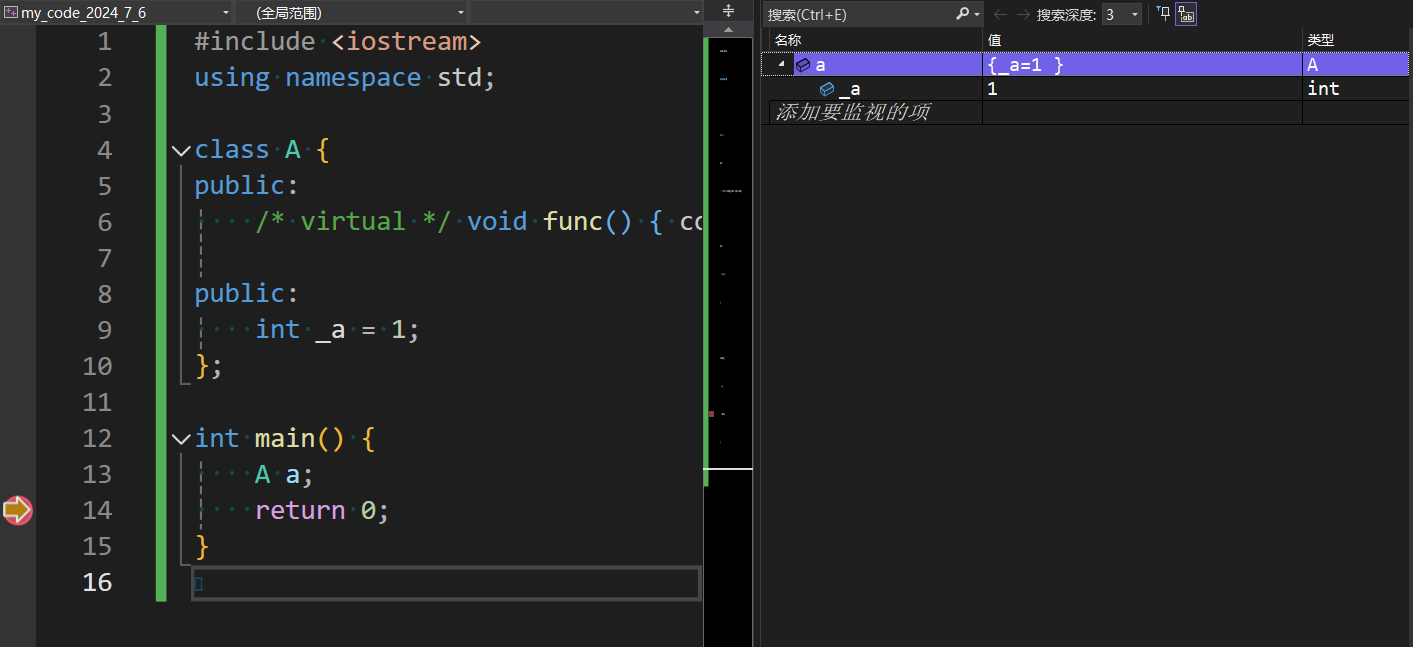 my_code_2024_7_6 (全局范围)
1 #include <iostream>
2 using namespace std;
3
4 class A {
5 public:
6 /* virtual */ void func() { co
7
8 public:
9 int _a = 1;
10 };
11
12 int main() {
13 A a;
14 return 0;
15 }
16
搜索(Ctrl+E) 搜索深度: 3
名称 值 类型
a {_a=1 } A
_a 1 int
添加要监视的项